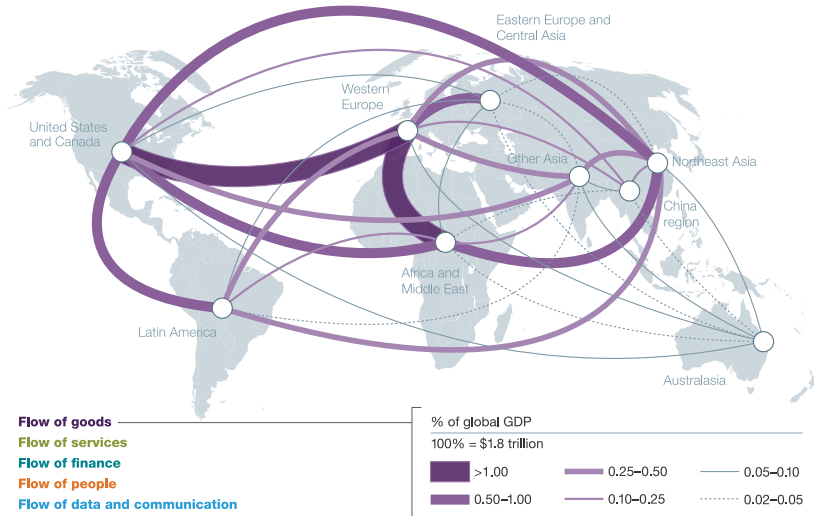 Eastern Europe and
Central Asia
Western
Europe
United States
and Canada
Other Asia
Northeast Asia
China
region
Africa and
Middle East
Latin America
Australasia
Flow of goods
Flow of services
Flow of finance
Flow of people
Flow of data and communication
% of global GDP
100% = $1.8 trillion
>1.00
0.25–0.50
0.05–0.10
0.50–1.00
0.10–0.25
0.02–0.05